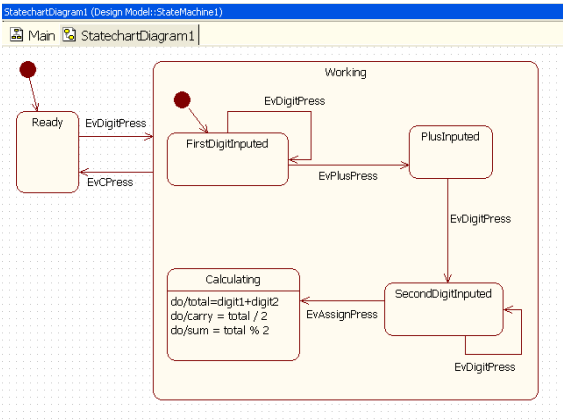 StatechartDiagram1 (Design Model::StateMachine1)
Main StatechartDiagram1
Working
EvDigitPress
Ready
EvDigitPress
FirstDigitInputed
PlusInputed
EvPlusPress
EvCPress
EvDigitPress
Calculating
do/total=digit1+digit2
do/carry = total / 2
do/sum = total % 2
EvAssignPress
SecondDigitInputed
EvDigitPress